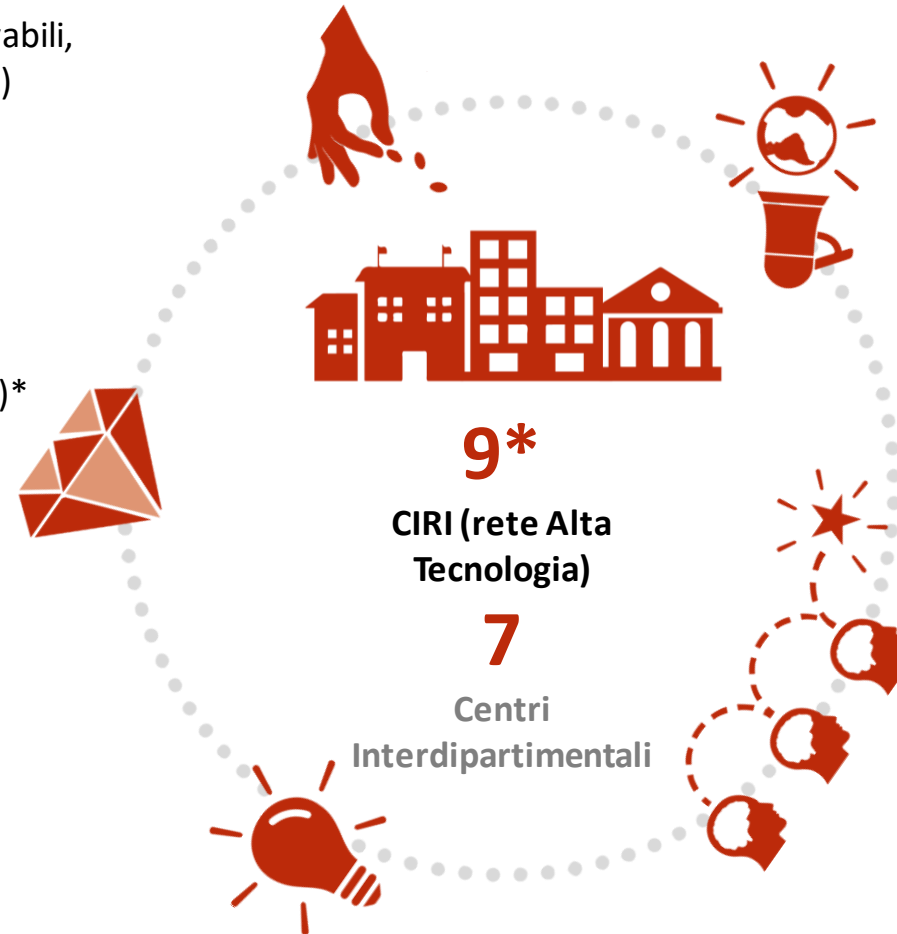 abili,
)
)*
9*
CIRI (rete Alta
Tecnologia)
7
Centri
Interdipartimentali